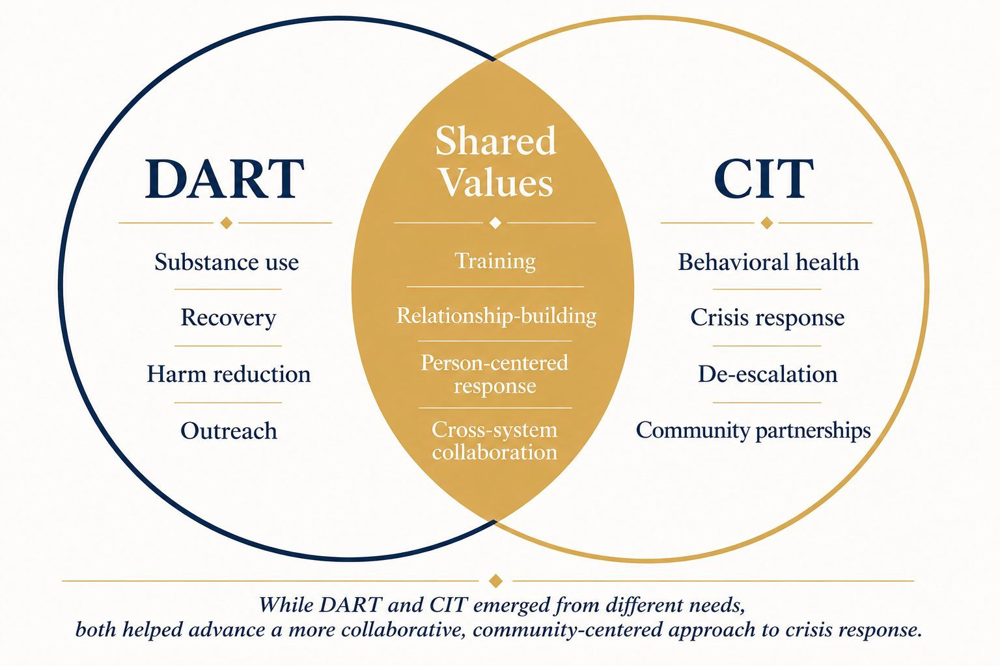 DART
Substance use
Recovery
Harm reduction
Outreach
Shared
Values
Training
Relationship-building
Person-centered
response
Cross-system
collaboration
CIT
Behavioral health
Crisis response
De-escalation
Community partnerships
While DART and CIT emerged from different needs,
both helped advance a more collaborative, community-centered approach to crisis response.